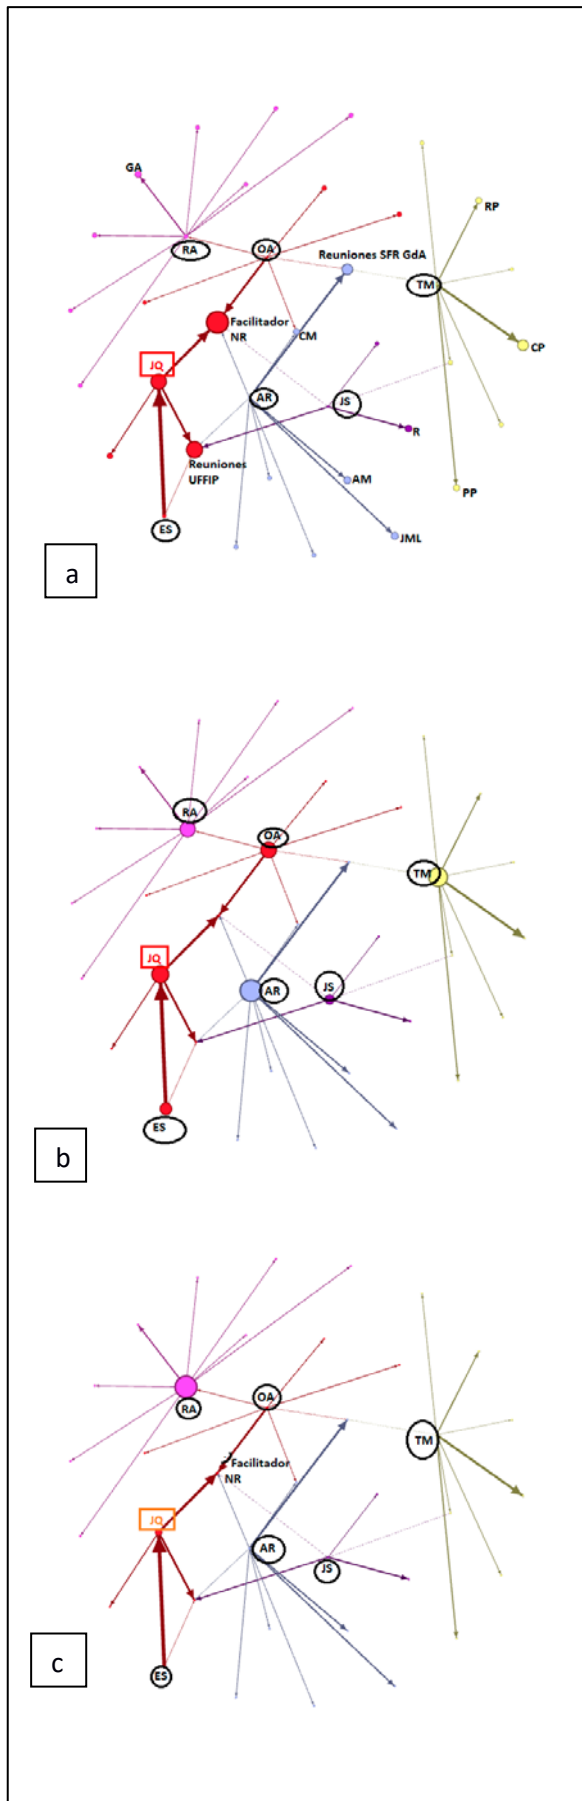 GA
RP
RA
OA
Reuniones SFR GdA
TM
Facilitador
NR
CM
CP
JQ
AR
JS
R
Reuniones
UFFIP
AM
PP
ES
JML
a
RA
OA
TM
JQ
AR
JS
ES
b
RA
OA
TM
Facilitador
NR
JQ
AR
JS
ES
c